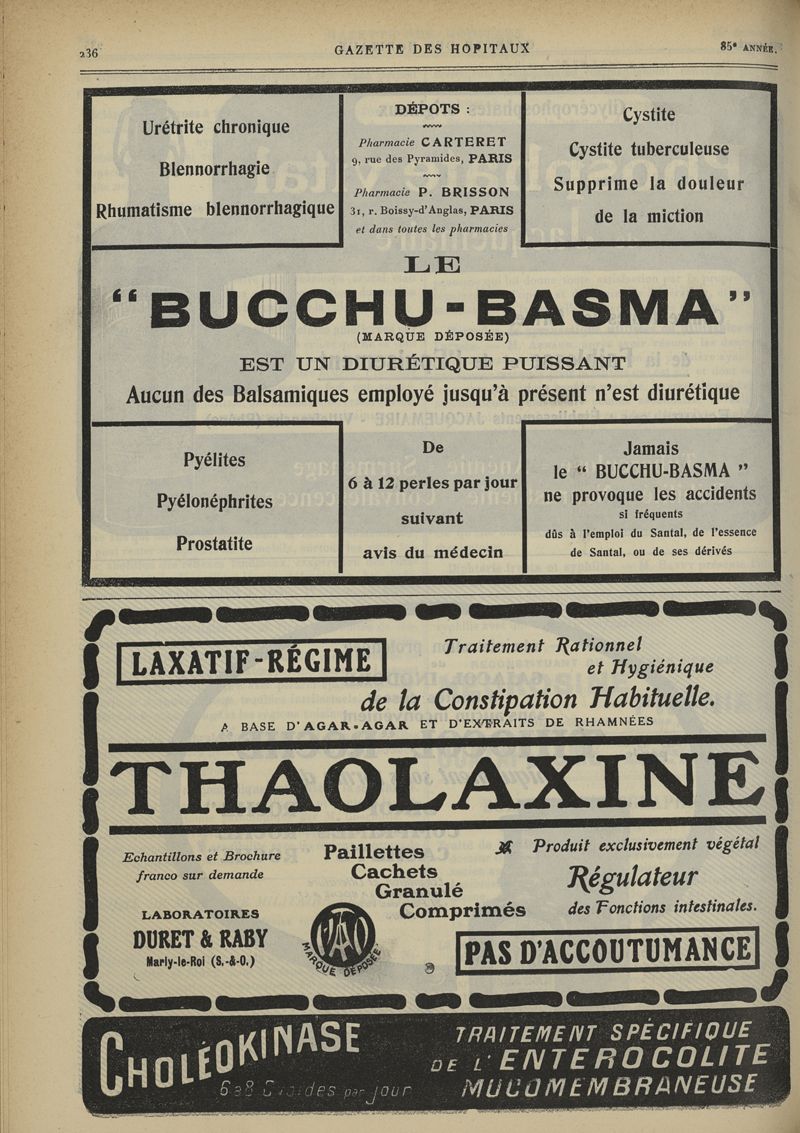 236
GAZETTE DES HOPITAUX
85e ANNÉE.
Urétrite chronique
Blennorrhagie
Rhumatisme blennorrhagique
DÉPOTS :
Pharmacie CARTERET
9, rue des Pyramides, PARIS
Pharmacie P. BRISSON
31, r. Boissy-d'Anglas, PARIS
et dans toutes les pharmacies
Cystite
Cystite tuberculeuse
Supprime la douleur
de la miction
LE
“ BUCCHU-BASMA ”
(MARQUE DÉPOSÉE)
EST UN DIURÉTIQUE PUISSANT
Aucun des Balsamiques employé jusqu'à présent n'est diurétique
Pyélites
Pyélonéphrites
Prostatite
De
6 à 12 perles par jour
suivant
avis du médecin
Jamais
le “ BUCCHU-BASMA ”
ne provoque les accidents
si fréquents
dûs à l'emploi du Santal, de l'essence
de Santal, ou de ses dérivés
LAXATIF-RÉGIME
Traitement Rationnel
et Hygiénique
de la Constipation Habituelle.
A BASE D'AGAR-AGAR ET D'EXTRAITS DE RHAMNÉES
THAOLAXINE
Echantillons et Brochure
franco sur demande
LABORATOIRES
DURET & RABY
Marly-le-Roi (S.-&-O.)
Paillettes
Cachets
Granulé
Comprimés
MARQUE DÉPOSÉE
Produit exclusivement végétal
Régulateur
des Fonctions intestinales.
PAS D'ACCOUTUMANCE
CHOLÉOKINASE
par jour
TRAITEMENT SPÉCIFIQUE
DE L'ENTEROCOLITE
MUCOMEMBRANEUSE